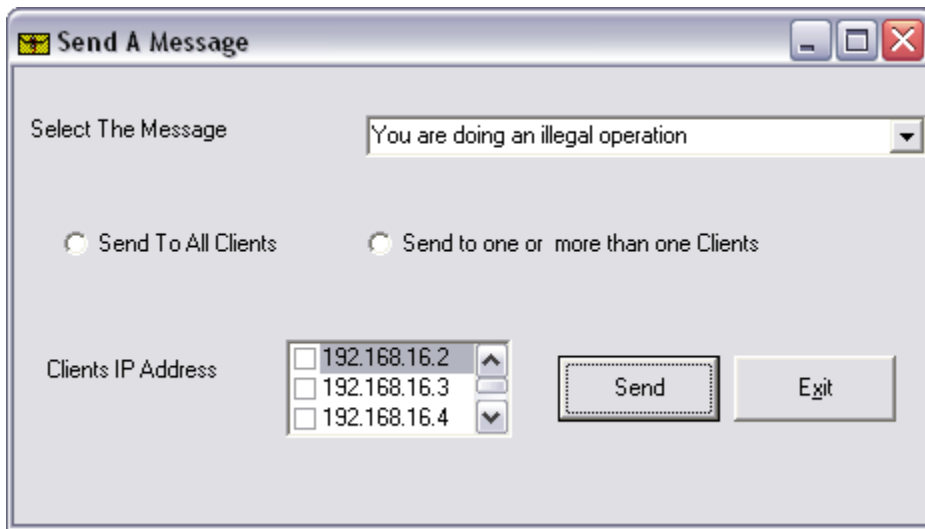 Send A Message
Select The Message
You are doing an illegal operation
Send To All Clients
Send to one or more than one Clients
Clients IP Address
192.168.16.2
192.168.16.3
192.168.16.4
Send
Exit